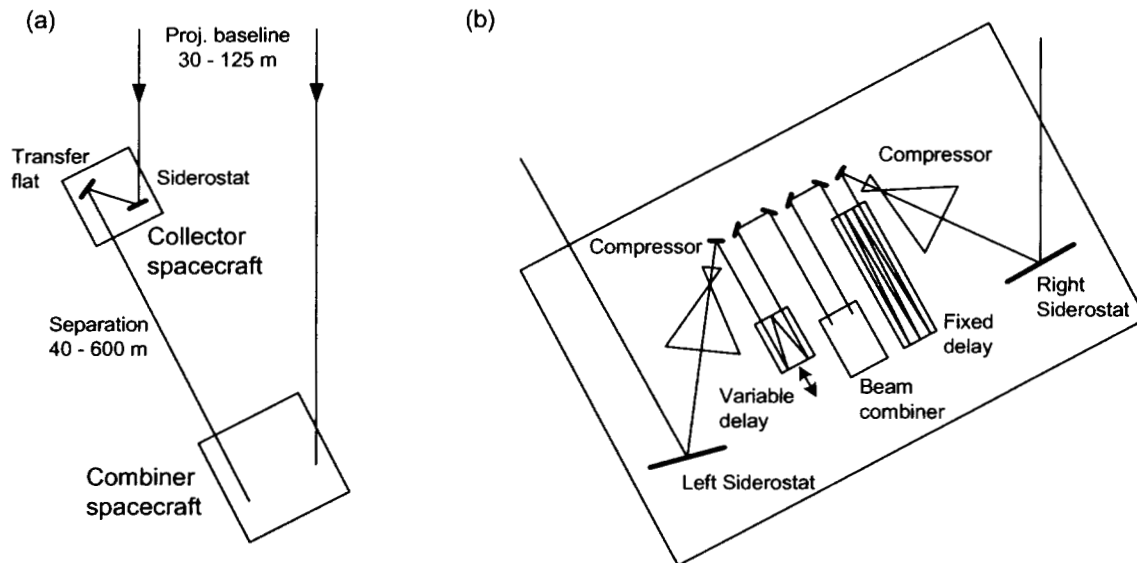 (a)
Proj. baseline
30 - 125 m
Transfer
flat
Siderostat
Collector
spacecraft
Separation
40 - 600 m
Combiner
spacecraft
(b)
Compressor
Compressor
Right
Siderostat
Fixed
delay
Beam
combiner
Variable
delay
Left Siderostat